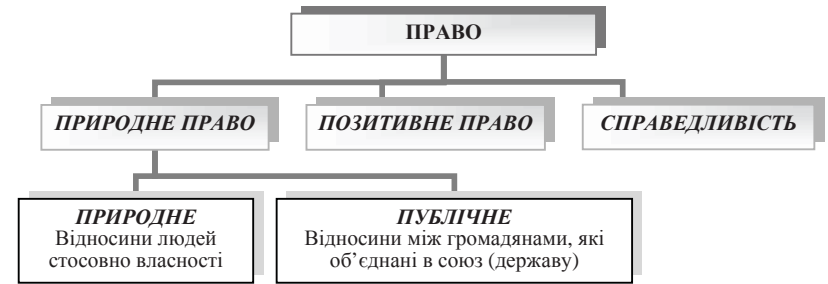 ПРАВО
ПРИРОДНЕ ПРАВО
ПОЗИТИВНЕ ПРАВО
СПРАВЕДЛИВІСТЬ
ПРИРОДНЕ
Відносини людей
стосовно власності
ПУБЛІЧНЕ
Відносини між громадянами, які
об’єднані в союз (державу)